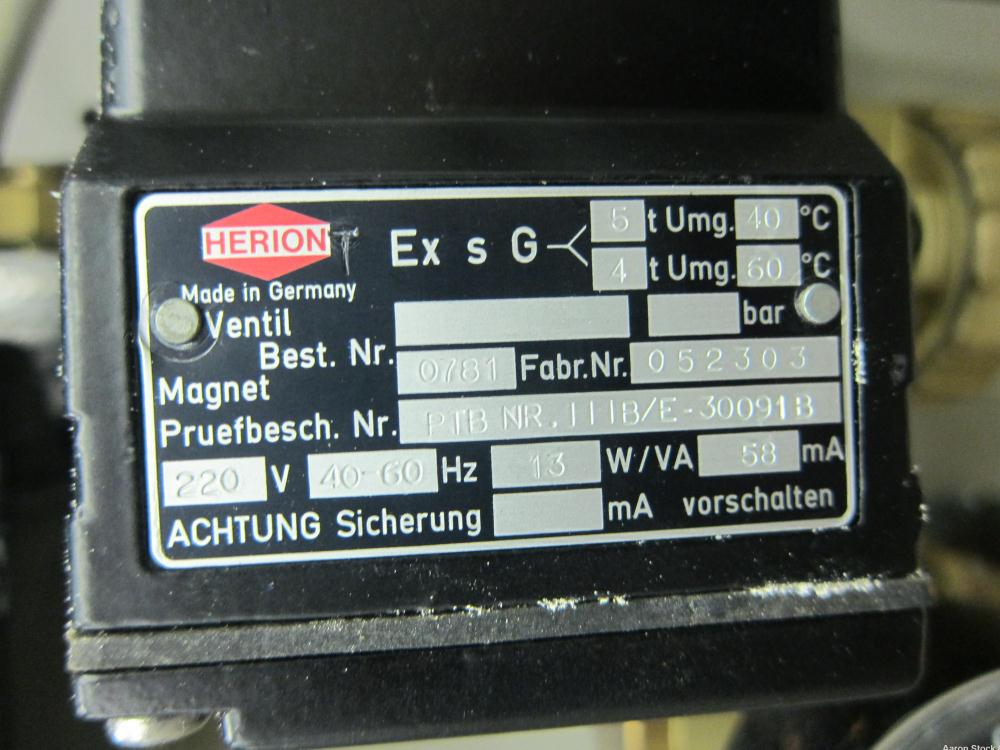 HERION
Ex s G 5 t Umg. 40 °C
4 t Umg. 60 °C
Made in Germany
Ventil bar
Best. Nr.
Magnet 0781 Fabr.Nr. 052303
Pruefbesch. Nr. PTB NR. III B/E-30091B
220 V 40-60 Hz 13 W/VA 58 mA
ACHTUNG Sicherung mA vorschalten
Aaron Stock